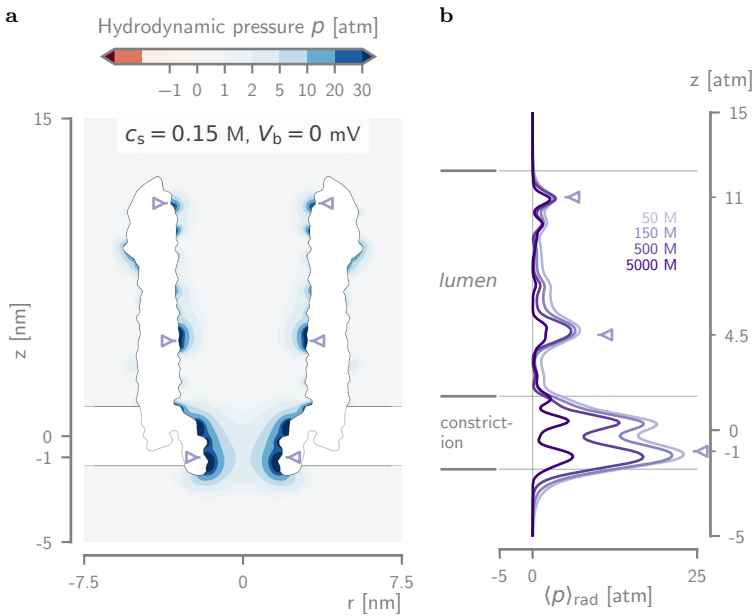 a
Hydrodynamic pressure p [atm]
−1 0 1 2 5 10 20 30
15
c_s = 0.15 M, V_b = 0 mV
z [nm]
0
-1
-5
-7.5 0 7.5
r [nm]
b
z [atm]
15
11
50 M
150 M
500 M
5000 M
lumen
4.5
constrict-
ion
0
-1
-5
-5 0 25
⟨p⟩rad [atm]